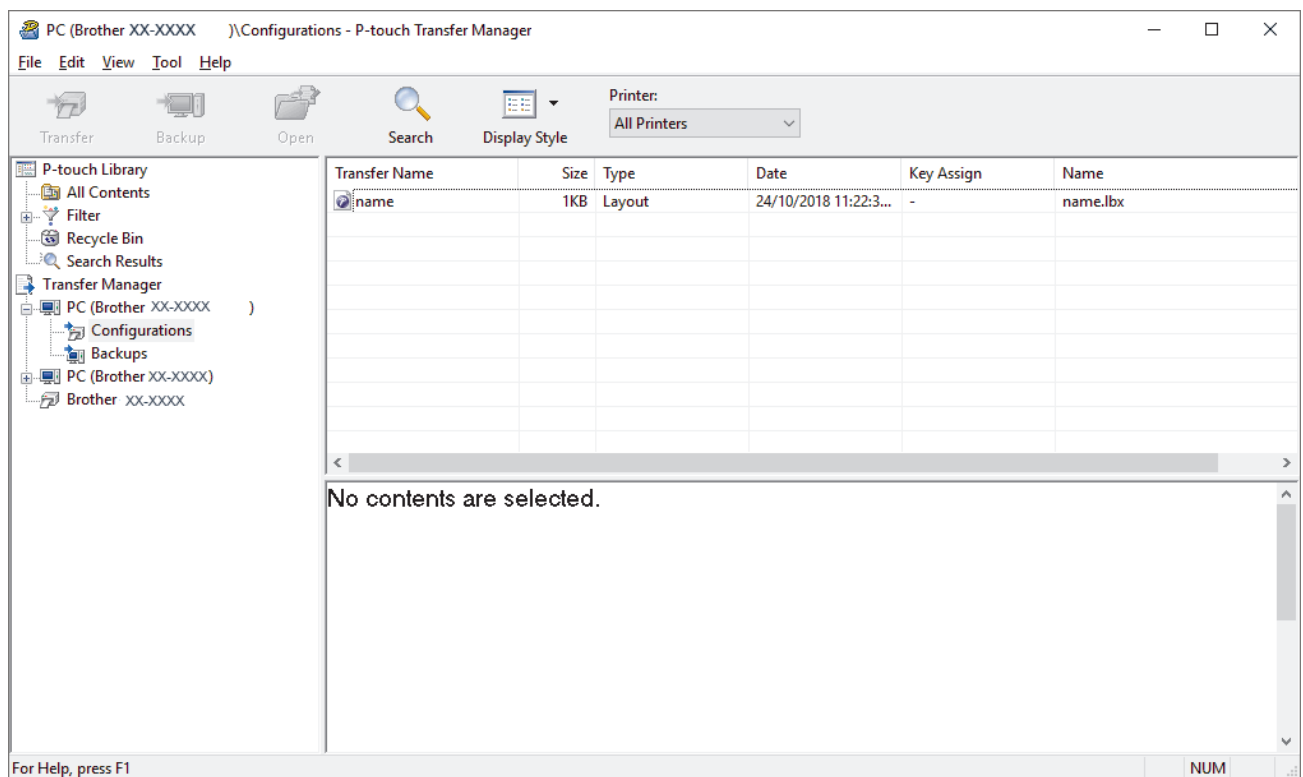 PC (Brother XX-XXXX )\Configurations - P-touch Transfer Manager
File Edit View Tool Help
Transfer Backup Open Search Display Style
Printer:
All Printers
P-touch Library
All Contents
Filter
Recycle Bin
Search Results
Transfer Manager
PC (Brother XX-XXXX )
Configurations
Backups
PC (Brother XX-XXXX)
Brother XX-XXXX
Transfer Name Size Type Date Key Assign Name
name 1KB Layout 24/10/2018 11:22:3... - name.lbx
No contents are selected.
For Help, press F1 NUM